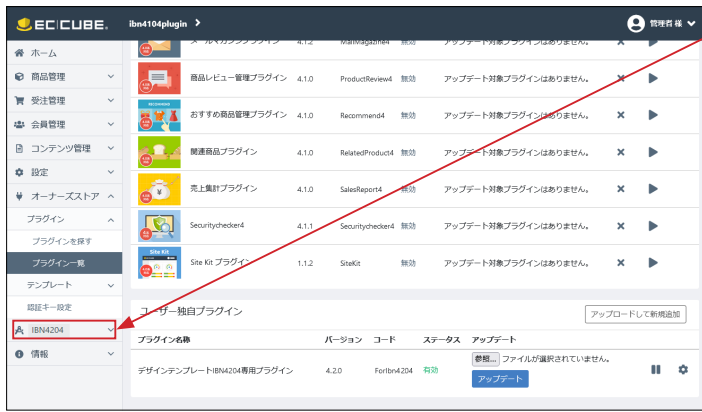 EC CUBE.
ibn4104plugin >
管理者 様
ホーム
商品管理
受注管理
会員管理
コンテンツ管理
設定
オーナーズストア
プラグイン
プラグインを探す
プラグイン一覧
テンプレート
認証キー設定
IBN4204
情報
メールマガジンプラグイン 4.1.2 MailMagazine4 無効 アップデート対象プラグインはありません。
商品レビュー管理プラグイン 4.1.0 ProductReview4 無効 アップデート対象プラグインはありません。
おすすめ商品管理プラグイン 4.1.0 Recommend4 無効 アップデート対象プラグインはありません。
関連商品プラグイン 4.1.0 RelatedProduct4 無効 アップデート対象プラグインはありません。
売上集計プラグイン 4.1.0 SalesReport4 無効 アップデート対象プラグインはありません。
Securitychecker4 4.1.1 Securitychecker4 無効 アップデート対象プラグインはありません。
Site Kit
Site Kit プラグイン 1.1.2 SiteKit 無効 アップデート対象プラグインはありません。
ユーザー独自プラグイン
アップロードして新規追加
プラグイン名称 バージョン コード ステータス アップデート
デザインテンプレートIBN4204専用プラグイン 4.2.0 ForIbn4204 有効
参照... ファイルが選択されていません。
アップデート